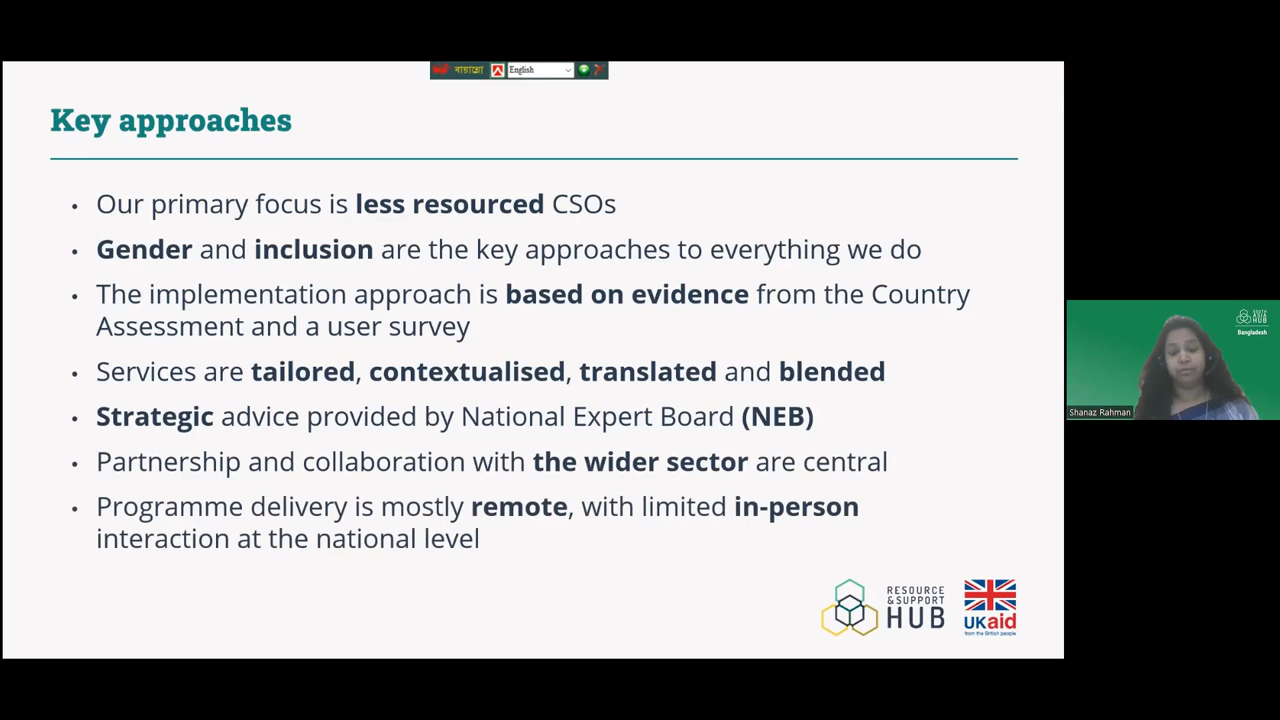 বায়ান্নো English
Key approaches
• Our primary focus is less resourced CSOs
• Gender and inclusion are the key approaches to everything we do
• The implementation approach is based on evidence from the Country
Assessment and a user survey
• Services are tailored, contextualised, translated and blended
• Strategic advice provided by National Expert Board (NEB)
• Partnership and collaboration with the wider sector are central
• Programme delivery is mostly remote, with limited in-person
interaction at the national level
RESOURCE
&SUPPORT
HUB
UKaid
from the British people
HUB
Bangladesh
Shanaz Rahman